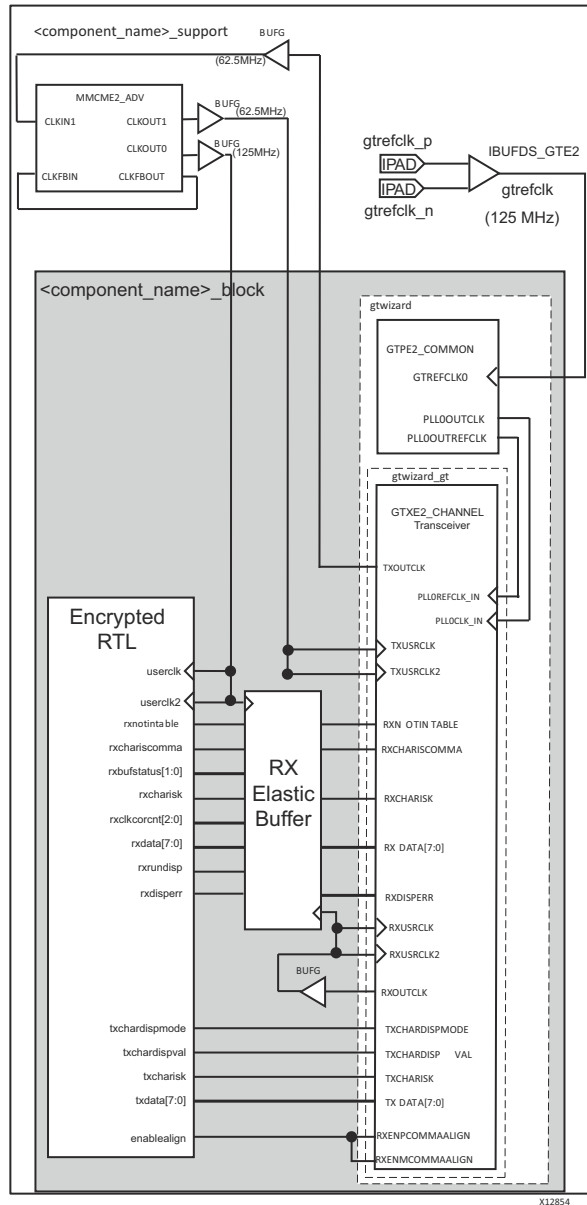 <component_name>_support
BUFG
(62.5MHz)
MMCME2_ADV
CLKIN1
CLKOUT1
BUFG
(62.5MHz)
CLKOUT0
BUFG
(125MHz)
CLKFBIN
CLKFBOUT
gtrefclk_p
IPAD
IPAD
gtrefclk_n
IBUFDS_GTE2
gtrefclk
(125 MHz)
<component_name>_block
gtwizard
GTPE2_COMMON
GTREFCLK0
PLL0OUTCLK
PLL0OUTREFCLK
gtwizard_gt
GTXE2_CHANNEL
Transceiver
TXOUTCLK
PLL0REFCLK_IN
PLL0CLK_IN
TXUSRCLK
TXUSRCLK2
RXN OTIN TABLE
RXCHARISCOMMA
RXCHARISK
RX DATA[7:0]
RXDISPERR
RXUSRCLK
RXUSRCLK2
RXOUTCLK
TXCHARDISPMODE
TXCHARDISP VAL
TXCHARISK
TX DATA[7:0]
RXENPCOMMAALIGN
RXENMCOMMAALIGN
Encrypted
RTL
userclk
userclk2
rxnotintable
rxchariscomma
rxbufstatus[1:0]
rxcharisk
rxclkcorcnt[2:0]
rxdata[7:0]
rxrundisp
rxdisperr
txchardispmode
txchardispval
txcharisk
txdata[7:0]
enablealign
RX
Elastic
Buffer
BUFG
X12854